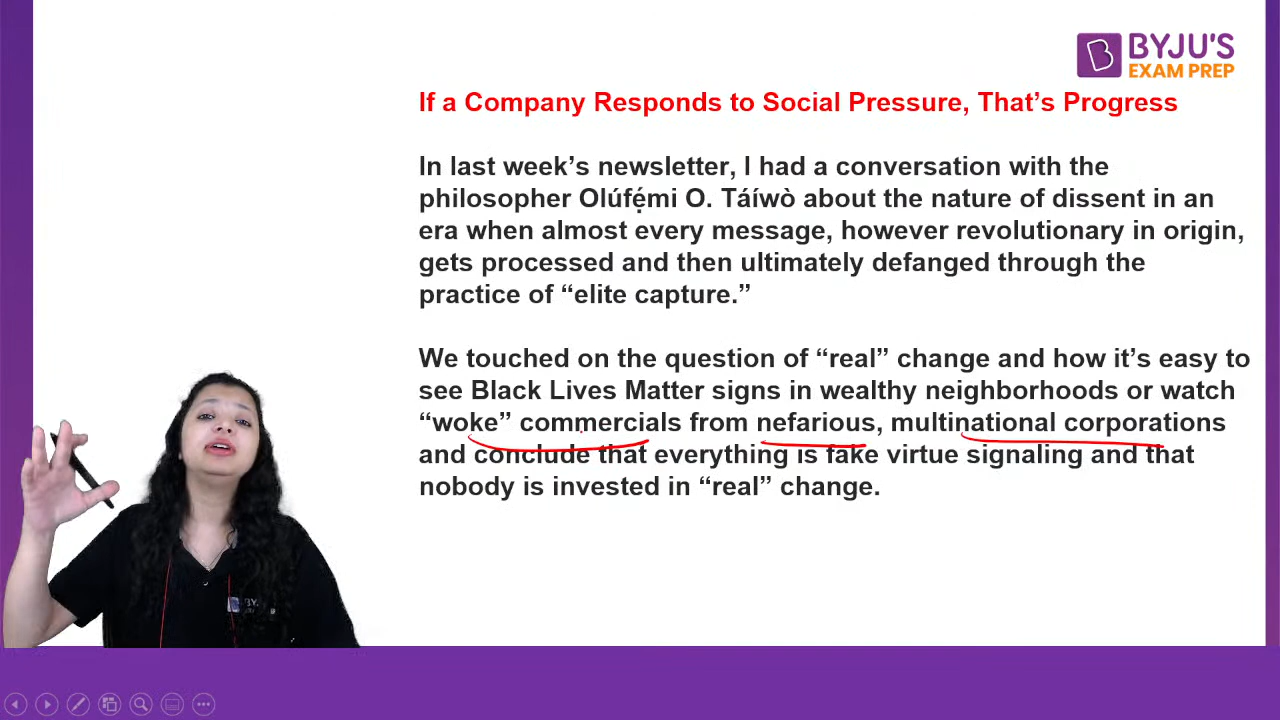 BYJU'S
EXAM PREP
If a Company Responds to Social Pressure, That’s Progress
In last week’s newsletter, I had a conversation with the
philosopher Olúfẹ́mi O. Táíwò about the nature of dissent in an
era when almost every message, however revolutionary in origin,
gets processed and then ultimately defanged through the
practice of “elite capture.”
We touched on the question of “real” change and how it’s easy to
see Black Lives Matter signs in wealthy neighborhoods or watch
“woke” commercials from nefarious, multinational corporations
and conclude that everything is fake virtue signaling and that
nobody is invested in “real” change.